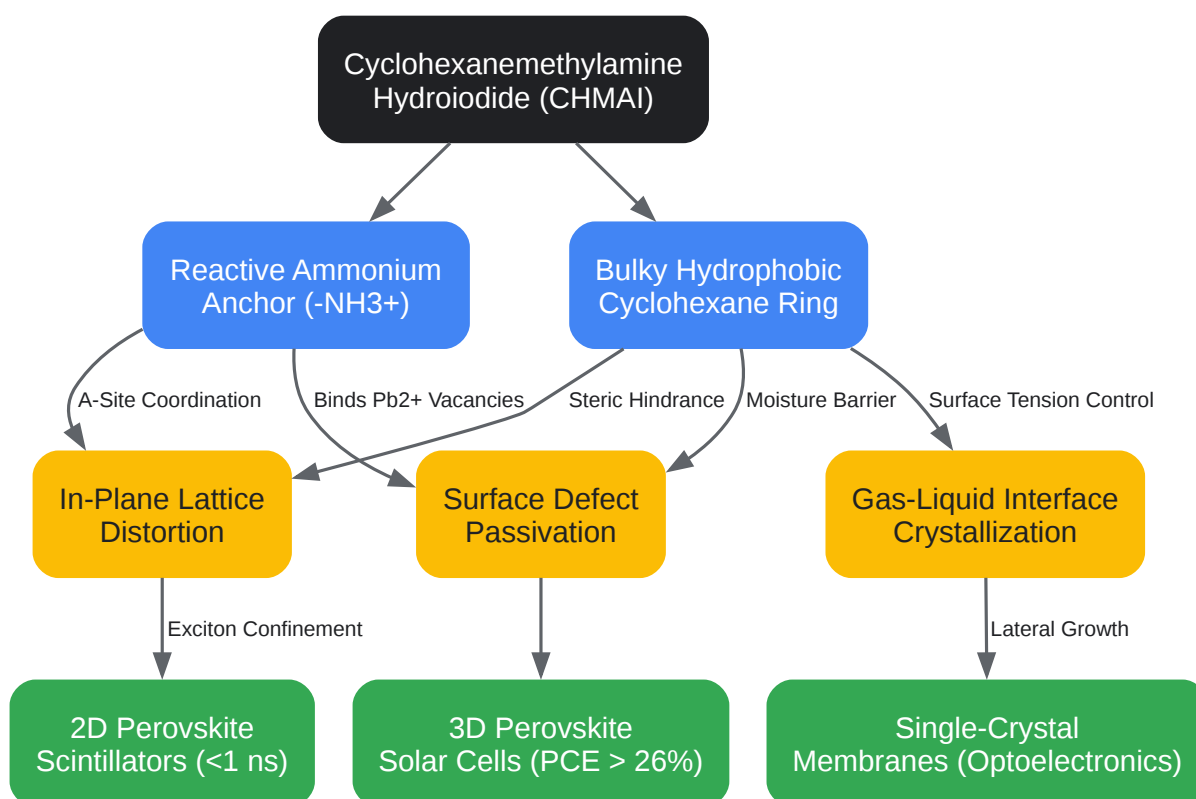 Cyclohexanemethylamine
Hydroiodide (CHMAI)
Reactive Ammonium
Anchor (-NH3+)
Bulky Hydrophobic
Cyclohexane Ring
A-Site Coordination
Binds Pb2+ Vacancies
Steric Hindrance
Moisture Barrier
Surface Tension Control
In-Plane Lattice
Distortion
Surface Defect
Passivation
Gas-Liquid Interface
Crystallization
Exciton Confinement
Lateral Growth
2D Perovskite
Scintillators (<1 ns)
3D Perovskite
Solar Cells (PCE > 26%)
Single-Crystal
Membranes (Optoelectronics)